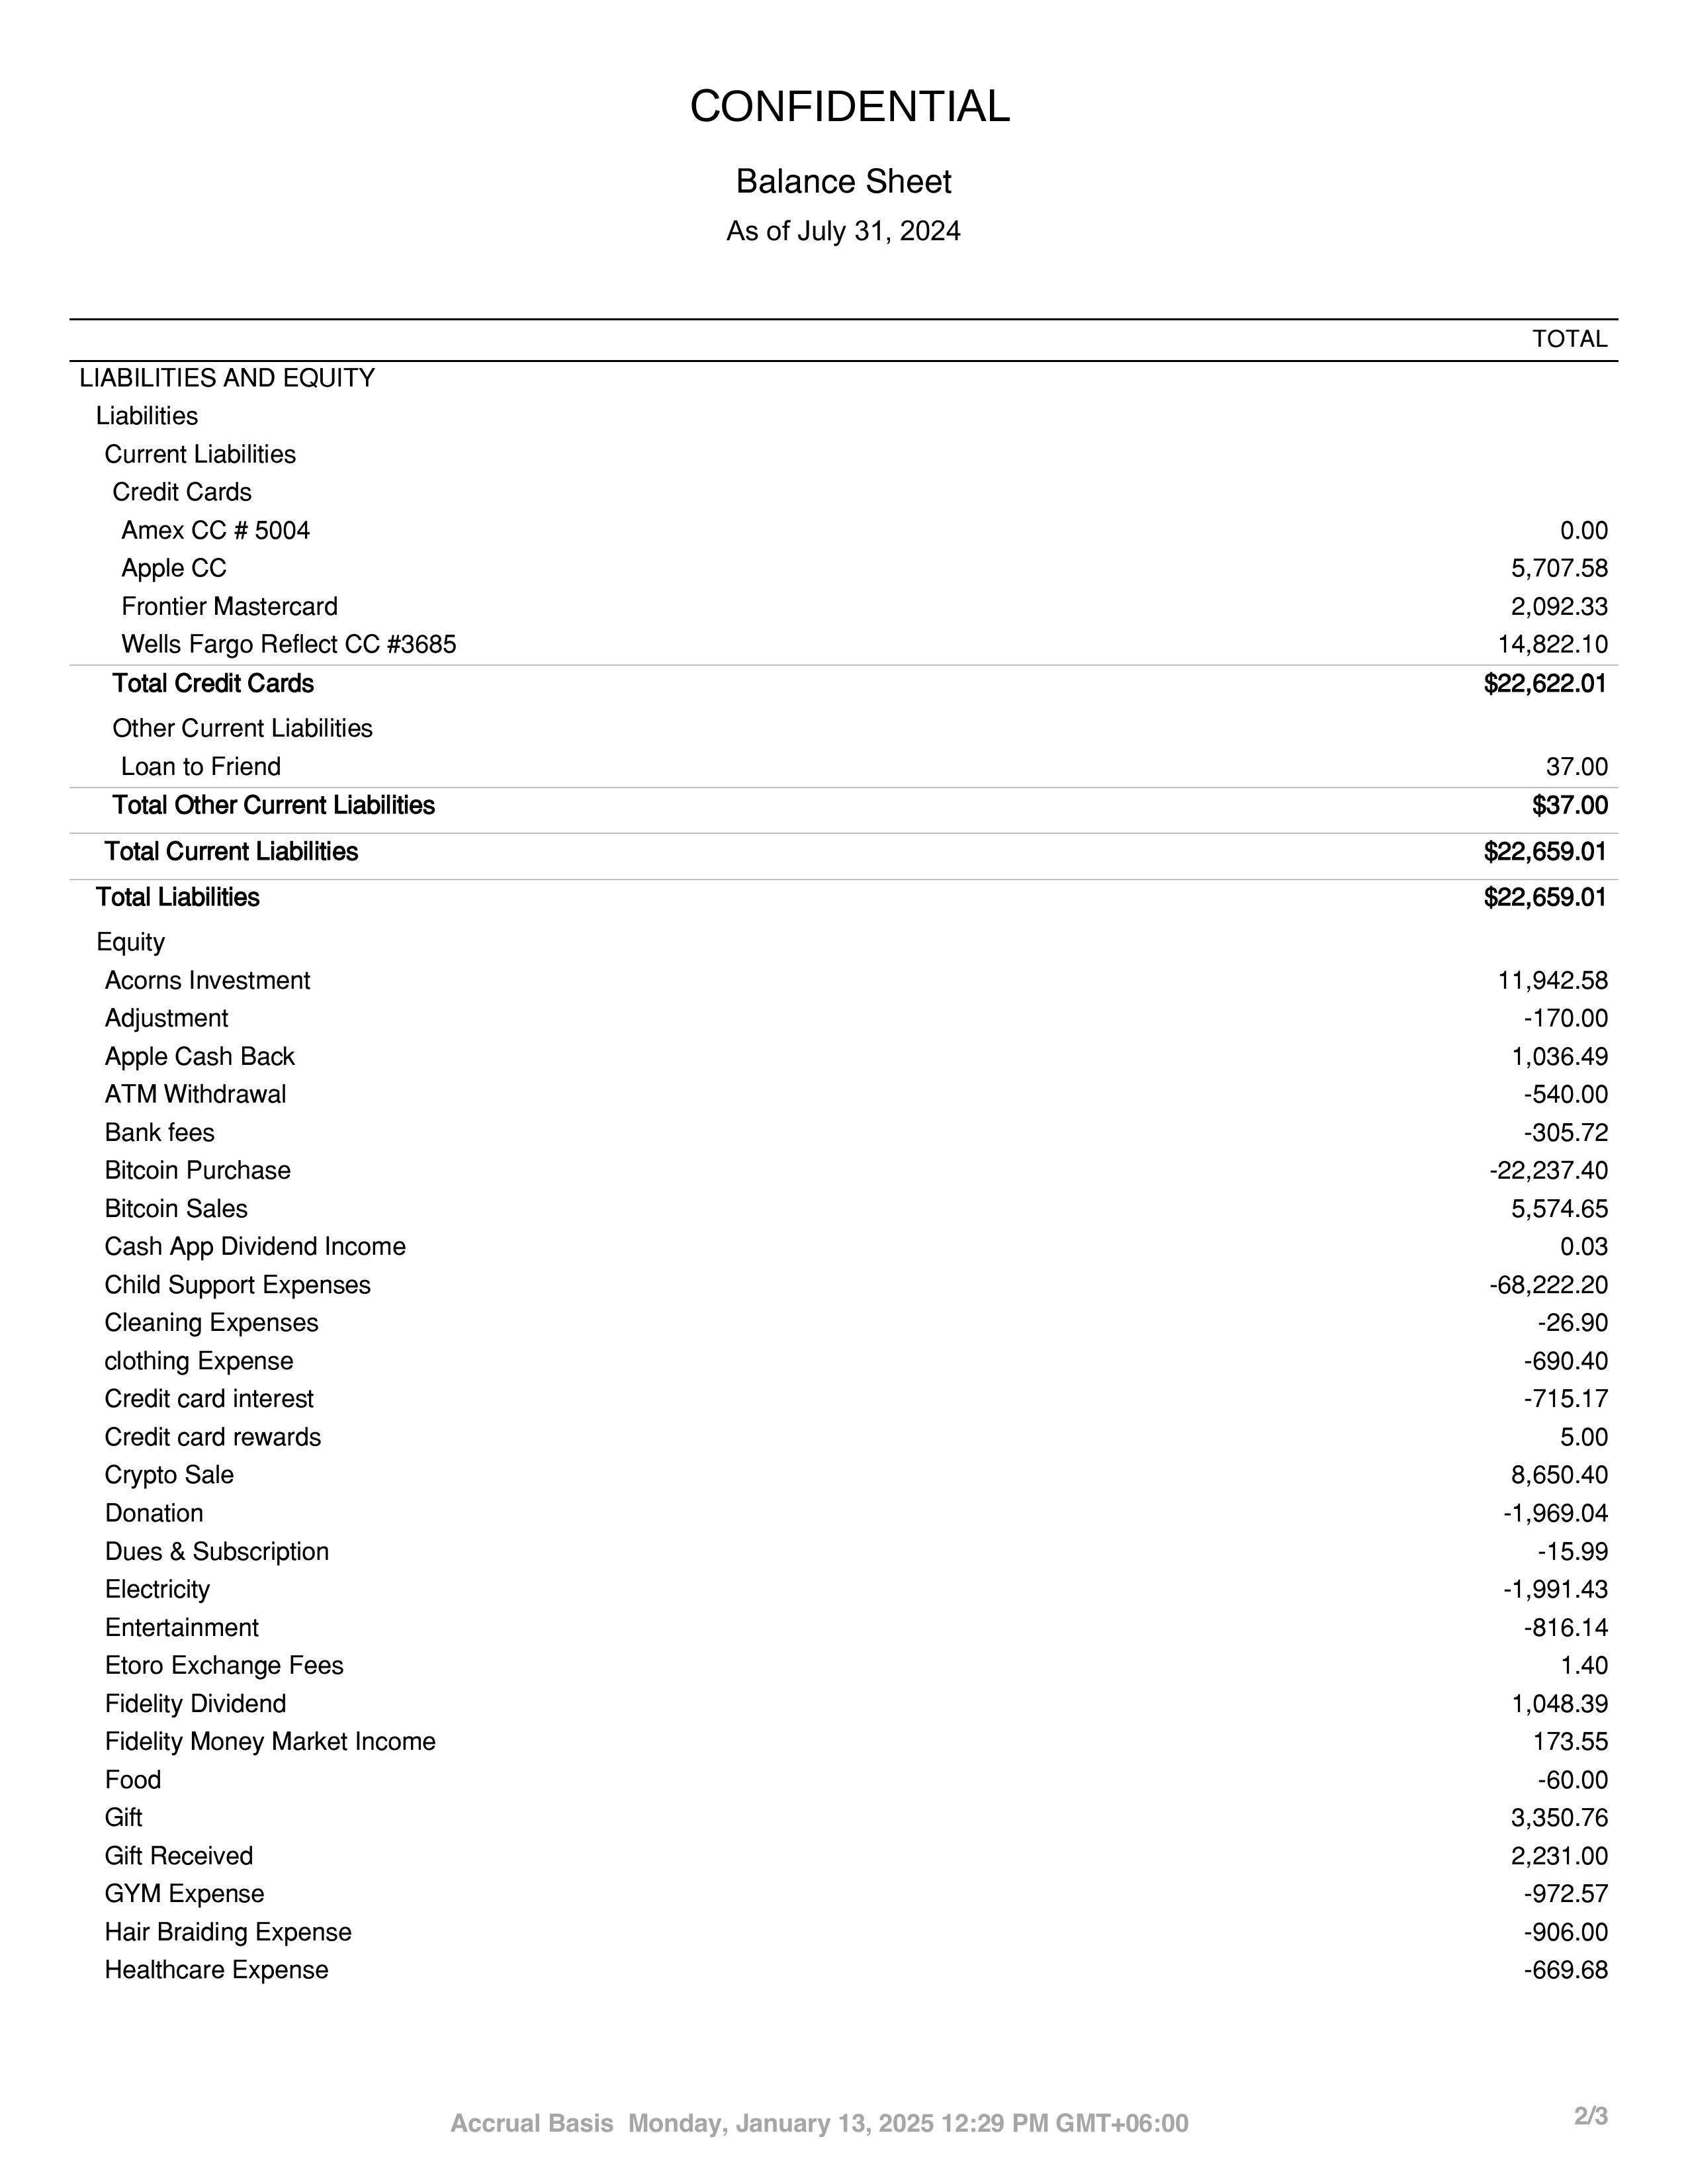 CONFIDENTIAL
Balance Sheet
As of July 31, 2024
TOTAL
LIABILITIES AND EQUITY
Liabilities
Current Liabilities
Credit Cards
Amex CC # 5004 0.00
Apple CC 5,707.58
Frontier Mastercard 2,092.33
Wells Fargo Reflect CC #3685 14,822.10
Total Credit Cards $22,622.01
Other Current Liabilities
Loan to Friend 37.00
Total Other Current Liabilities $37.00
Total Current Liabilities $22,659.01
Total Liabilities $22,659.01
Equity
Acorns Investment 11,942.58
Adjustment -170.00
Apple Cash Back 1,036.49
ATM Withdrawal -540.00
Bank fees -305.72
Bitcoin Purchase -22,237.40
Bitcoin Sales 5,574.65
Cash App Dividend Income 0.03
Child Support Expenses -68,222.20
Cleaning Expenses -26.90
clothing Expense -690.40
Credit card interest -715.17
Credit card rewards 5.00
Crypto Sale 8,650.40
Donation -1,969.04
Dues & Subscription -15.99
Electricity -1,991.43
Entertainment -816.14
Etoro Exchange Fees 1.40
Fidelity Dividend 1,048.39
Fidelity Money Market Income 173.55
Food -60.00
Gift 3,350.76
Gift Received 2,231.00
GYM Expense -972.57
Hair Braiding Expense -906.00
Healthcare Expense -669.68
Accrual Basis Monday, January 13, 2025 12:29 PM GMT+06:00 2/3